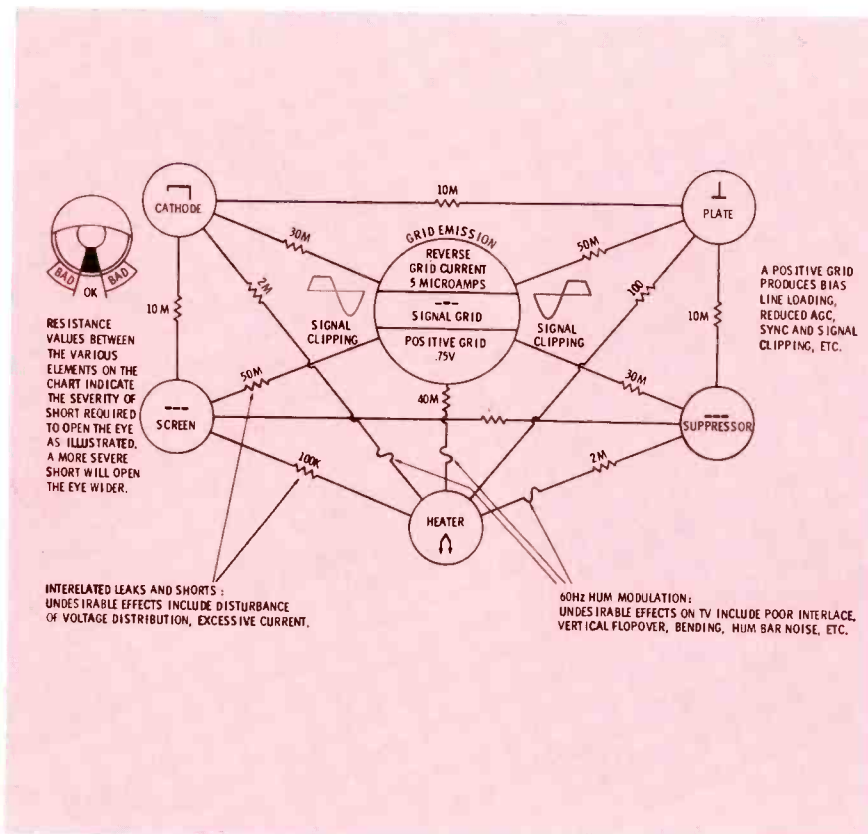 10M
CATHODE
PLATE
30M
GRID EMISSION
50M
REVERSE
GRID CURRENT
5 MICROAMPS
2M
100
BAD
BAD
OK
10 M
SIGNAL
CLIPPING
SIGNAL GRID
SIGNAL
CLIPPING
10M
A POSITIVE GRID
PRODUCES BIAS
LINE LOADING,
REDUCED AGC,
SYNC AND SIGNAL
CLIPPING, ETC.
POSITIVE GRID
.75V
RESISTANCE
VALUES BETWEEN
THE VARIOUS
ELEMENTS ON THE
CHART INDICATE
THE SEVERITY OF
SHORT REQUIRED
TO OPEN THE EYE
AS ILLUSTRATED.
A MORE SEVERE
SHORT WILL OPEN
THE EYE WIDER.
50M
40M
30M
SCREEN
SUPPRESSOR
100K
2M
HEATER
INTERELATED LEAKS AND SHORTS :
UNDESIRABLE EFFECTS INCLUDE DISTURBANCE
OF VOLTAGE DISTRIBUTION, EXCESSIVE CURRENT.
60Hz HUM MODULATION:
UNDESIRABLE EFFECTS ON TV INCLUDE POOR INTERLACE,
VERTICAL FLOPOVER, BENDING, HUM BAR NOISE, ETC.